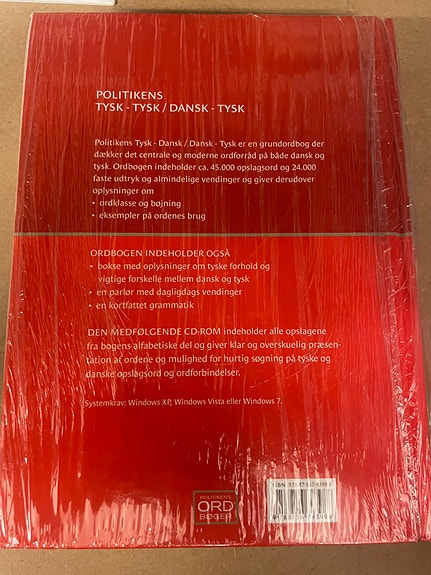 POLITIKENS
TYSK - TYSK / DANSK - TYSK
Politikens Tysk - Dansk / Dansk - Tysk er en grundordbog der
dækker det centrale og moderne ordforråd på både dansk og
tysk. Ordbogen indeholder ca. 45.000 opslagsord og 24.000
faste udtryk og almindelige vendinger og giver derudover
oplysninger om
• ordklasse og bøjning
• eksempler på ordenes brug
ORDBOGEN INDEHOLDER OGSÅ
• bokse med oplysninger om tyske forhold og
vigtige forskelle mellem dansk og tysk
• en parlør med dagligdags vendinger
• en kortfattet grammatik
DEN MEDFØLGENDE CD-ROM indeholder alle opslagene
fra bogens alfabetiske del og giver klar og overskuelig præsen-
tation af ordene og mulighed for hurtig søgning på tyske og
danske opslagsord og ordforbindelser.
Systemkrav: Windows XP, Windows Vista eller Windows 7.
ISBN
POLITIKENS
ORD
BØGER